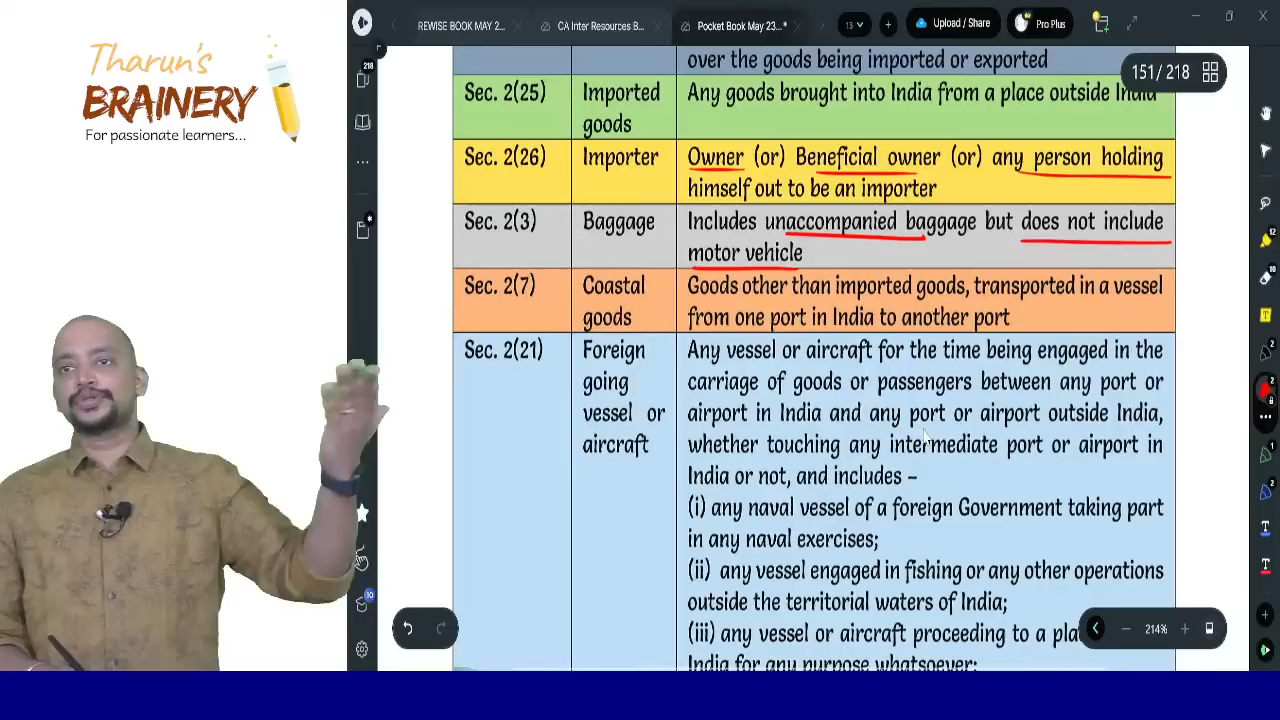 Tharun's
BRAINERY
For passionate learners...
REWISE BOOK MAY 2...
CA Inter Resources B...
Pocket Book May 23...*
13
Upload / Share
Pro Plus
151/218
218
over the goods being imported or exported
Sec. 2(25) Imported goods Any goods brought into India from a place outside India
Sec. 2(26) Importer Owner (or) Beneficial owner (or) any person holding
himself out to be an importer
Sec. 2(3) Baggage Includes unaccompanied baggage but does not include
motor vehicle
Sec. 2(7) Coastal goods Goods other than imported goods, transported in a vessel
from one port in India to another port
Sec. 2(21) Foreign going vessel or aircraft Any vessel or aircraft for the time being engaged in the
carriage of goods or passengers between any port or
airport in India and any port or airport outside India,
whether touching any intermediate port or airport in
India or not, and includes –
(i) any naval vessel of a foreign Government taking part
in any naval exercises;
(ii) any vessel engaged in fishing or any other operations
outside the territorial waters of India;
(iii) any vessel or aircraft proceeding to a
India for any purpose whatsoever;
214%